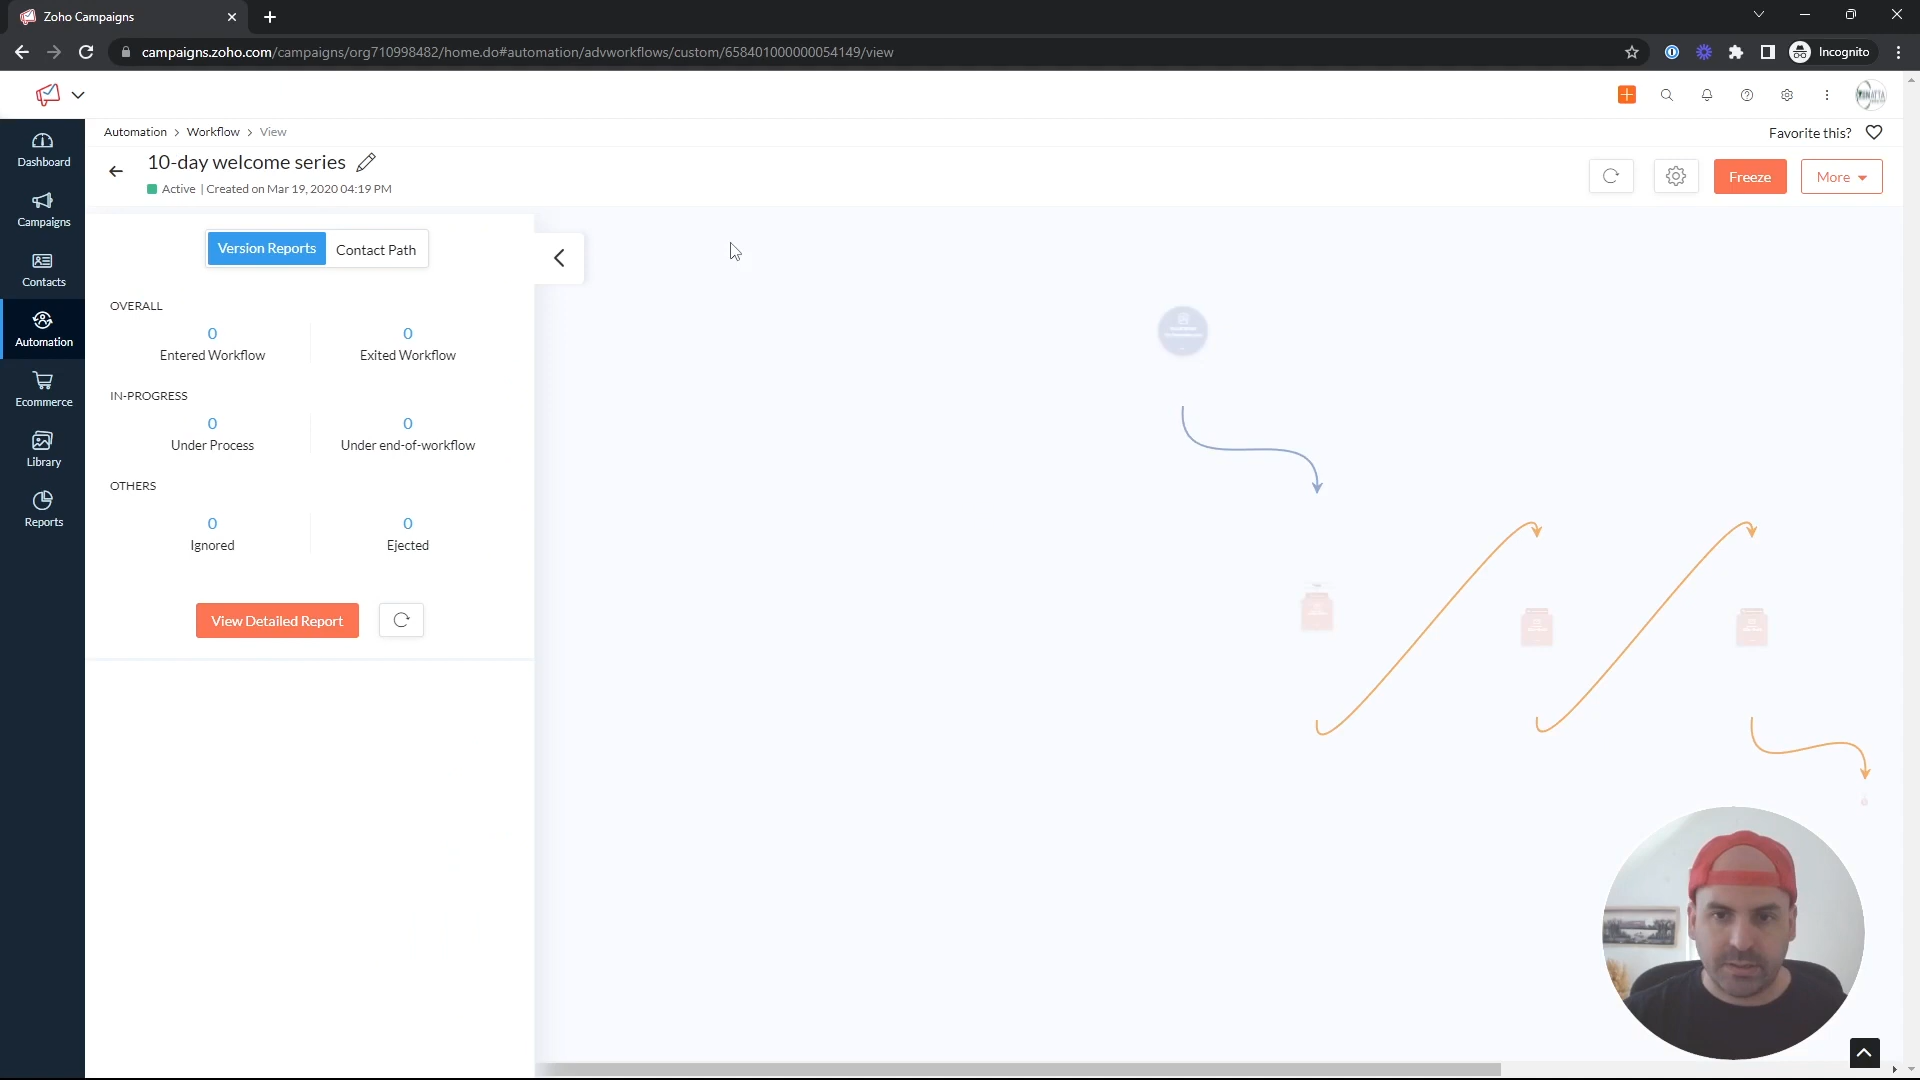 Zoho Campaigns
campaigns.zoho.com/campaigns/org710998482/home.do#automation/advworkflows/custom/658401000000054149/view
Incognito
Automation > Workflow > View
Favorite this?
10-day welcome series
Active | Created on Mar 19, 2020 04:19 PM
Freeze
More
Dashboard
Campaigns
Contacts
Automation
Ecommerce
Library
Reports
Version Reports
Contact Path
OVERALL
0
0
Entered Workflow
Exited Workflow
IN-PROGRESS
0
0
Under Process
Under end-of-workflow
OTHERS
0
0
Ignored
Ejected
View Detailed Report